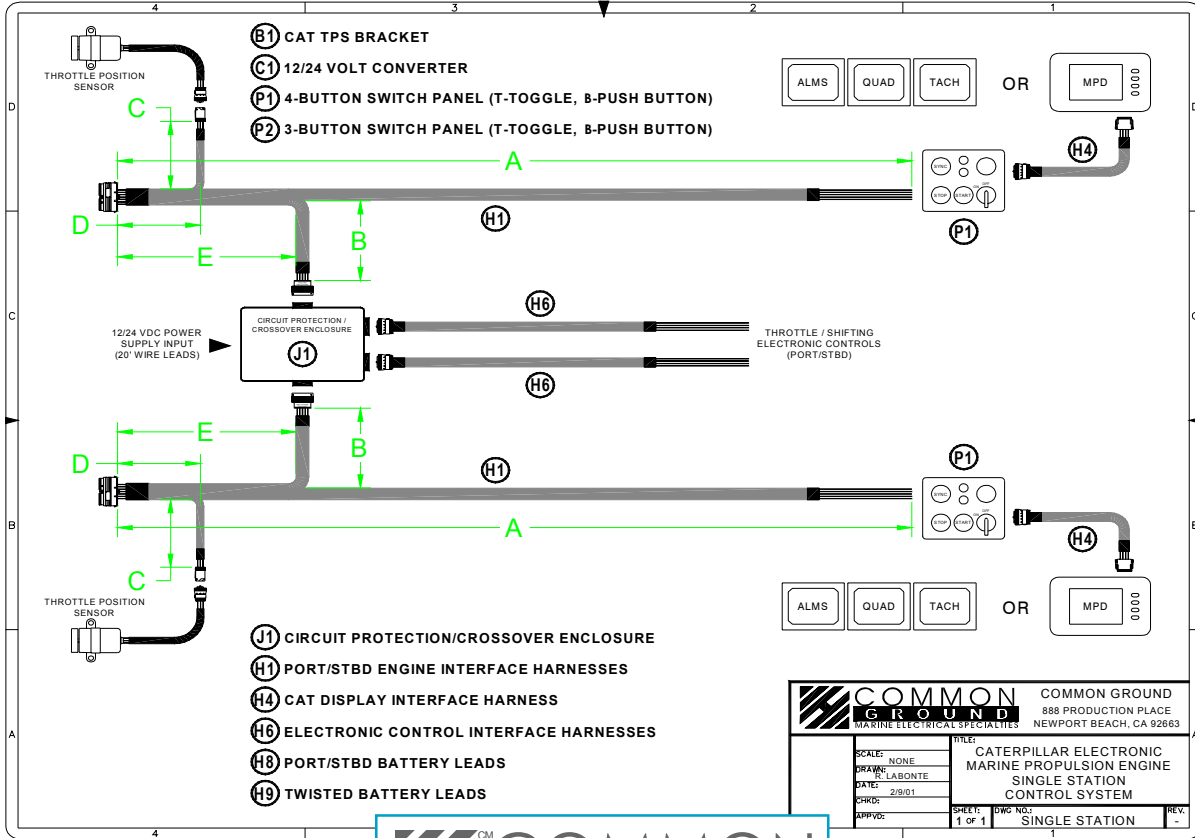 4 3 2 1
D
C
B
A
D
C
B
A
THROTTLE POSITION
SENSOR
B1 CAT TPS BRACKET
C1 12/24 VOLT CONVERTER
P1 4-BUTTON SWITCH PANEL (T-TOGGLE, B-PUSH BUTTON)
P2 3-BUTTON SWITCH PANEL (T-TOGGLE, B-PUSH BUTTON)
ALMS QUAD TACH OR MPD
C
A
H4
SYNC
STOP START ON OFF
D
H1
P1
E
B
12/24 VDC POWER
SUPPLY INPUT
(20' WIRE LEADS)
CIRCUIT PROTECTION /
CROSSOVER ENCLOSURE
J1
H6
H6
THROTTLE / SHIFTING
ELECTRONIC CONTROLS
(PORT/STBD)
E
B
D
H1
P1
SYNC
STOP START ON OFF
A
H4
C
THROTTLE POSITION
SENSOR
ALMS QUAD TACH OR MPD
J1 CIRCUIT PROTECTION/CROSSOVER ENCLOSURE
H1 PORT/STBD ENGINE INTERFACE HARNESSES
H4 CAT DISPLAY INTERFACE HARNESS
H6 ELECTRONIC CONTROL INTERFACE HARNESSES
H8 PORT/STBD BATTERY LEADS
H9 TWISTED BATTERY LEADS
COMMON
GROUND
MARINE ELECTRICAL SPECIALTIES
COMMON GROUND
888 PRODUCTION PLACE
NEWPORT BEACH, CA 92663
SCALE: NONE
DRAWN: R. LABONTE
DATE: 2/9/01
CHKD:
APPVD:
TITLE:
CATERPILLAR ELECTRONIC
MARINE PROPULSION ENGINE
SINGLE STATION
CONTROL SYSTEM
SHEET: 1 OF 1
DWG NO.: SINGLE STATION
REV. -
4 1
CM COMMON